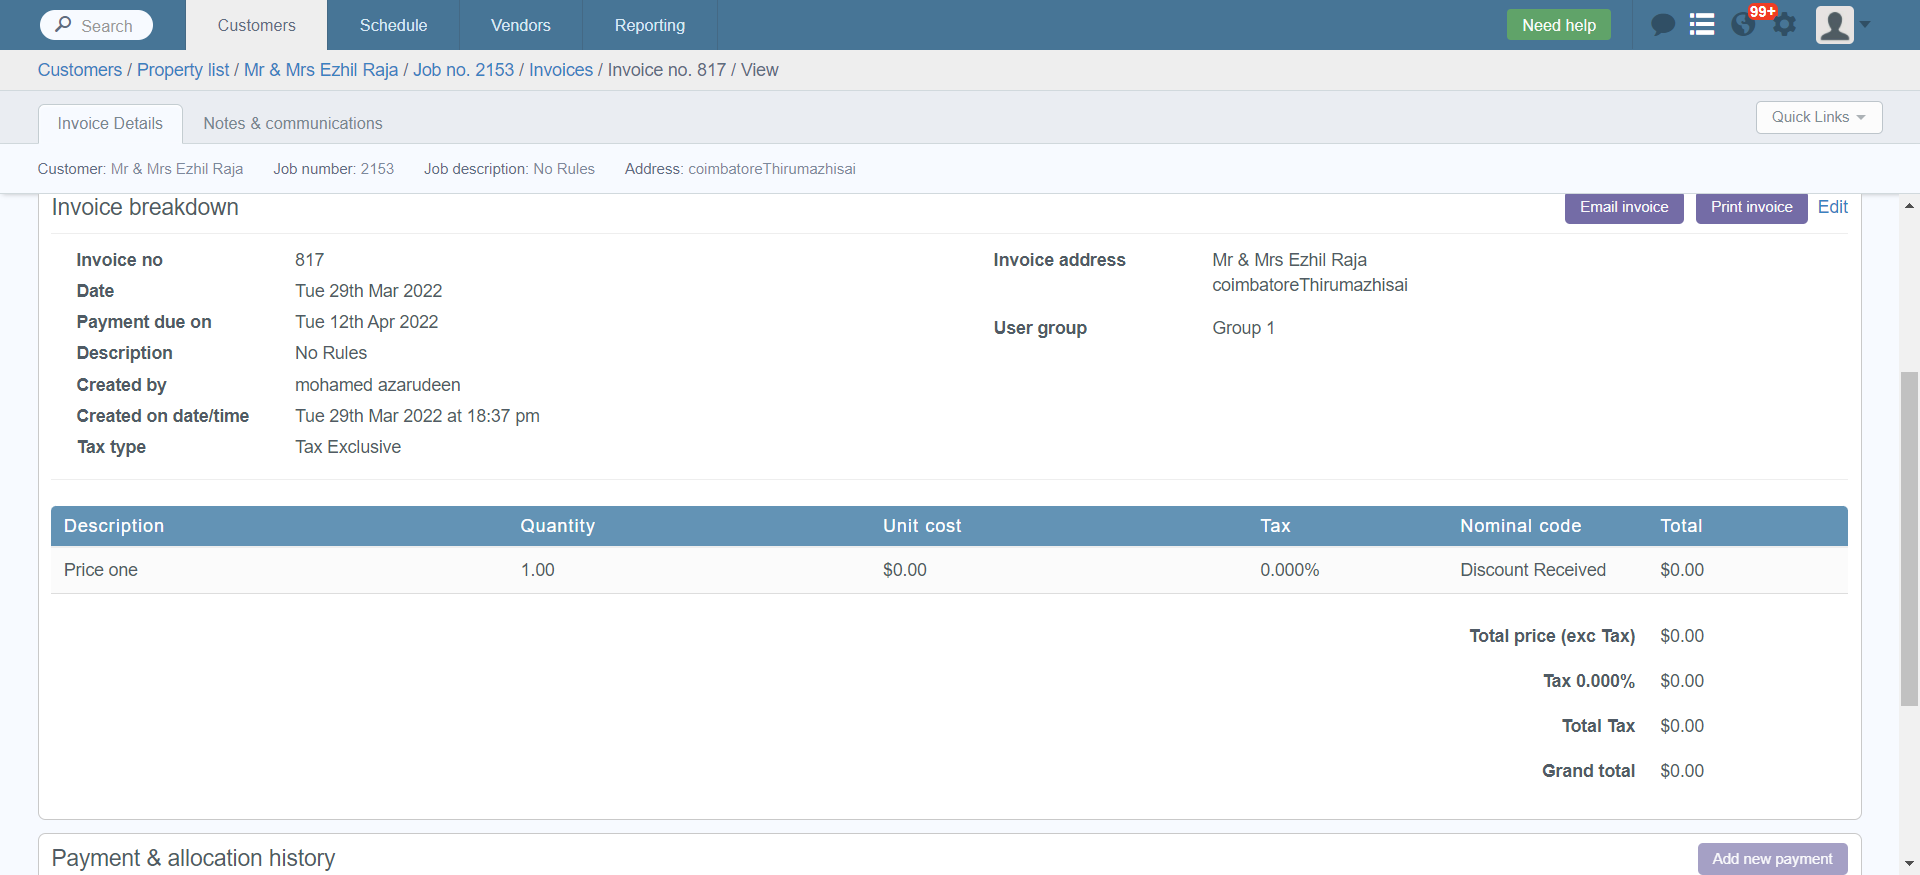 Search
Customers
Schedule
Vendors
Reporting
Need help
99+
Customers / Property list / Mr & Mrs Ezhil Raja / Job no. 2153 / Invoices / Invoice no. 817 / View
Invoice Details
Notes & communications
Quick Links
Customer: Mr & Mrs Ezhil Raja
Job number: 2153
Job description: No Rules
Address: coimbatoreThirumazhisai
Invoice breakdown
Email invoice
Print invoice
Edit
Invoice no 817
Date Tue 29th Mar 2022
Payment due on Tue 12th Apr 2022
Description No Rules
Created by mohamed azarudeen
Created on date/time Tue 29th Mar 2022 at 18:37 pm
Tax type Tax Exclusive
Invoice address Mr & Mrs Ezhil Raja
coimbatoreThirumazhisai
User group Group 1
Description Quantity Unit cost Tax Nominal code Total
Price one 1.00 $0.00 0.000% Discount Received $0.00
Total price (exc Tax) $0.00
Tax 0.000% $0.00
Total Tax $0.00
Grand total $0.00
Payment & allocation history
Add new payment